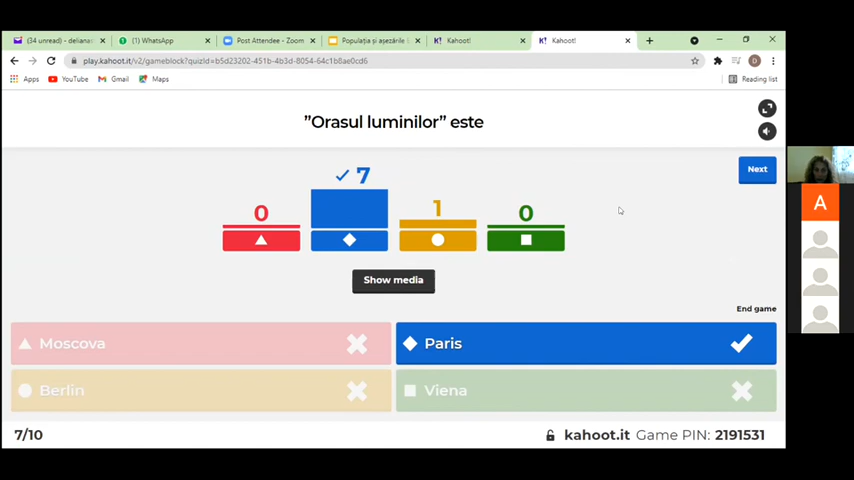 (34 unread) - deliana
(1) WhatsApp
Post Attendee - Zoom
Populația și așezările
Kahoot!
Kahoot!
play.kahoot.it/v2/gameblock?quizId=b5d23202-451b-4b3d-8054-64c1b8ae0cd6
D
Apps
YouTube
Gmail
Maps
Reading list
”Orasul luminilor” este
Next
0
7
1
0
A
Show media
End game
Moscova
Paris
Berlin
Viena
7/10
kahoot.it Game PIN: 2191531